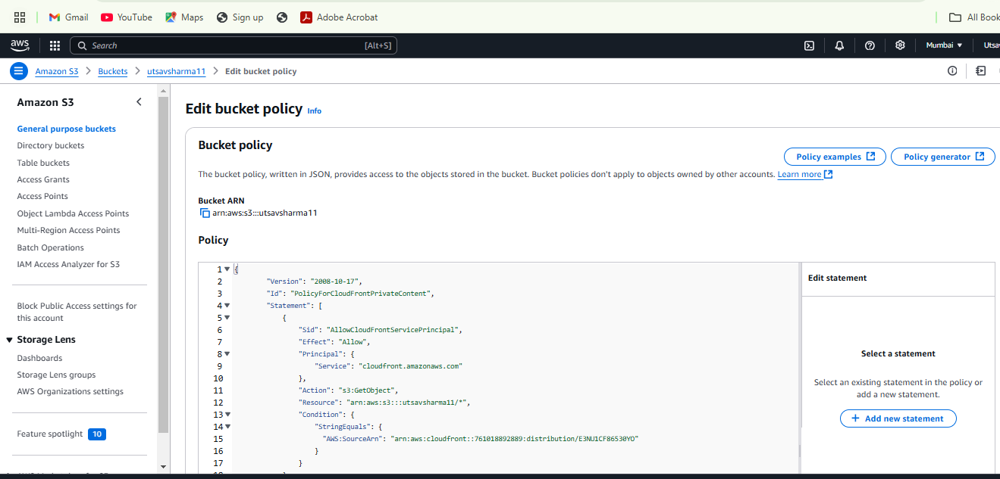 Gmail YouTube Maps Sign up Adobe Acrobat All Book
aws Search [Alt+S] Mumbai Utsa
Amazon S3 Buckets utsavsharma11 Edit bucket policy
Amazon S3
General purpose buckets
Directory buckets
Table buckets
Access Grants
Access Points
Object Lambda Access Points
Multi-Region Access Points
Batch Operations
IAM Access Analyzer for S3
Block Public Access settings for
this account
Storage Lens
Dashboards
Storage Lens groups
AWS Organizations settings
Feature spotlight 10
Edit bucket policy Info
Bucket policy
Policy examples Policy generator
The bucket policy, written in JSON, provides access to the objects stored in the bucket. Bucket policies don't apply to objects owned by other accounts. Learn more
Bucket ARN
arn:aws:s3:::utsavsharma11
Policy
1 {
2 "Version": "2008-10-17",
3 "Id": "PolicyForCloudFrontPrivateContent",
4 "Statement": [
5 {
6 "Sid": "AllowCloudFrontServicePrincipal",
7 "Effect": "Allow",
8 "Principal": {
9 "Service": "cloudfront.amazonaws.com"
10 },
11 "Action": "s3:GetObject",
12 "Resource": "arn:aws:s3:::utsavsharma11/*",
13 "Condition": {
14 "StringEquals": {
15 "AWS:SourceArn": "arn:aws:cloudfront::761018892889:distribution/E3NU1CF86530YO"
16 }
17 }
Edit statement
Select a statement
Select an existing statement in the policy or
add a new statement.
+ Add new statement